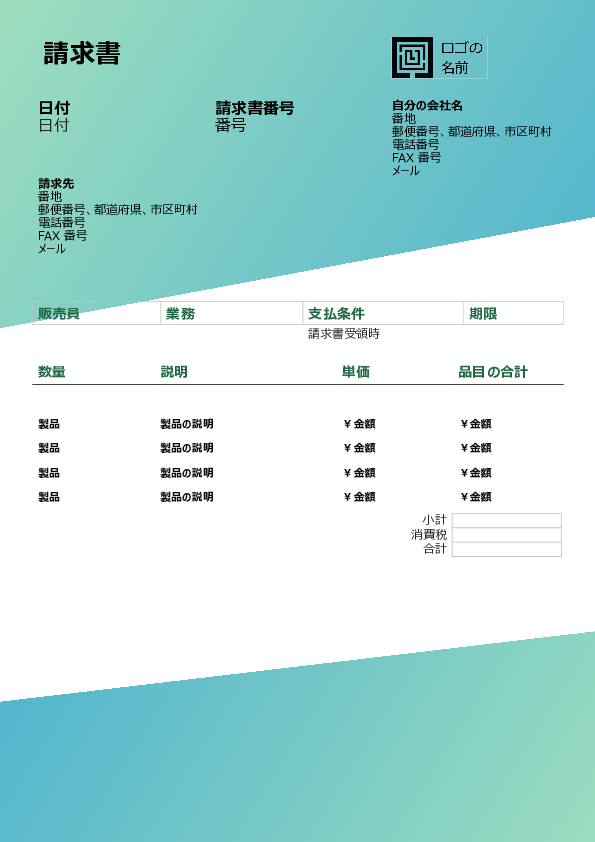 請求書
ロゴの
名前
日付
日付
請求書番号
番号
自分の会社名
番地
郵便番号、都道府県、市区町村
電話番号
FAX 番号
メール
請求先
番地
郵便番号、都道府県、市区町村
電話番号
FAX 番号
メール
販売員 業務 支払条件 期限
請求書受領時
数量 説明 単価 品目の合計
製品 製品の説明 ¥ 金額 ¥ 金額
製品 製品の説明 ¥ 金額 ¥ 金額
製品 製品の説明 ¥ 金額 ¥ 金額
製品 製品の説明 ¥ 金額 ¥ 金額
小計
消費税
合計